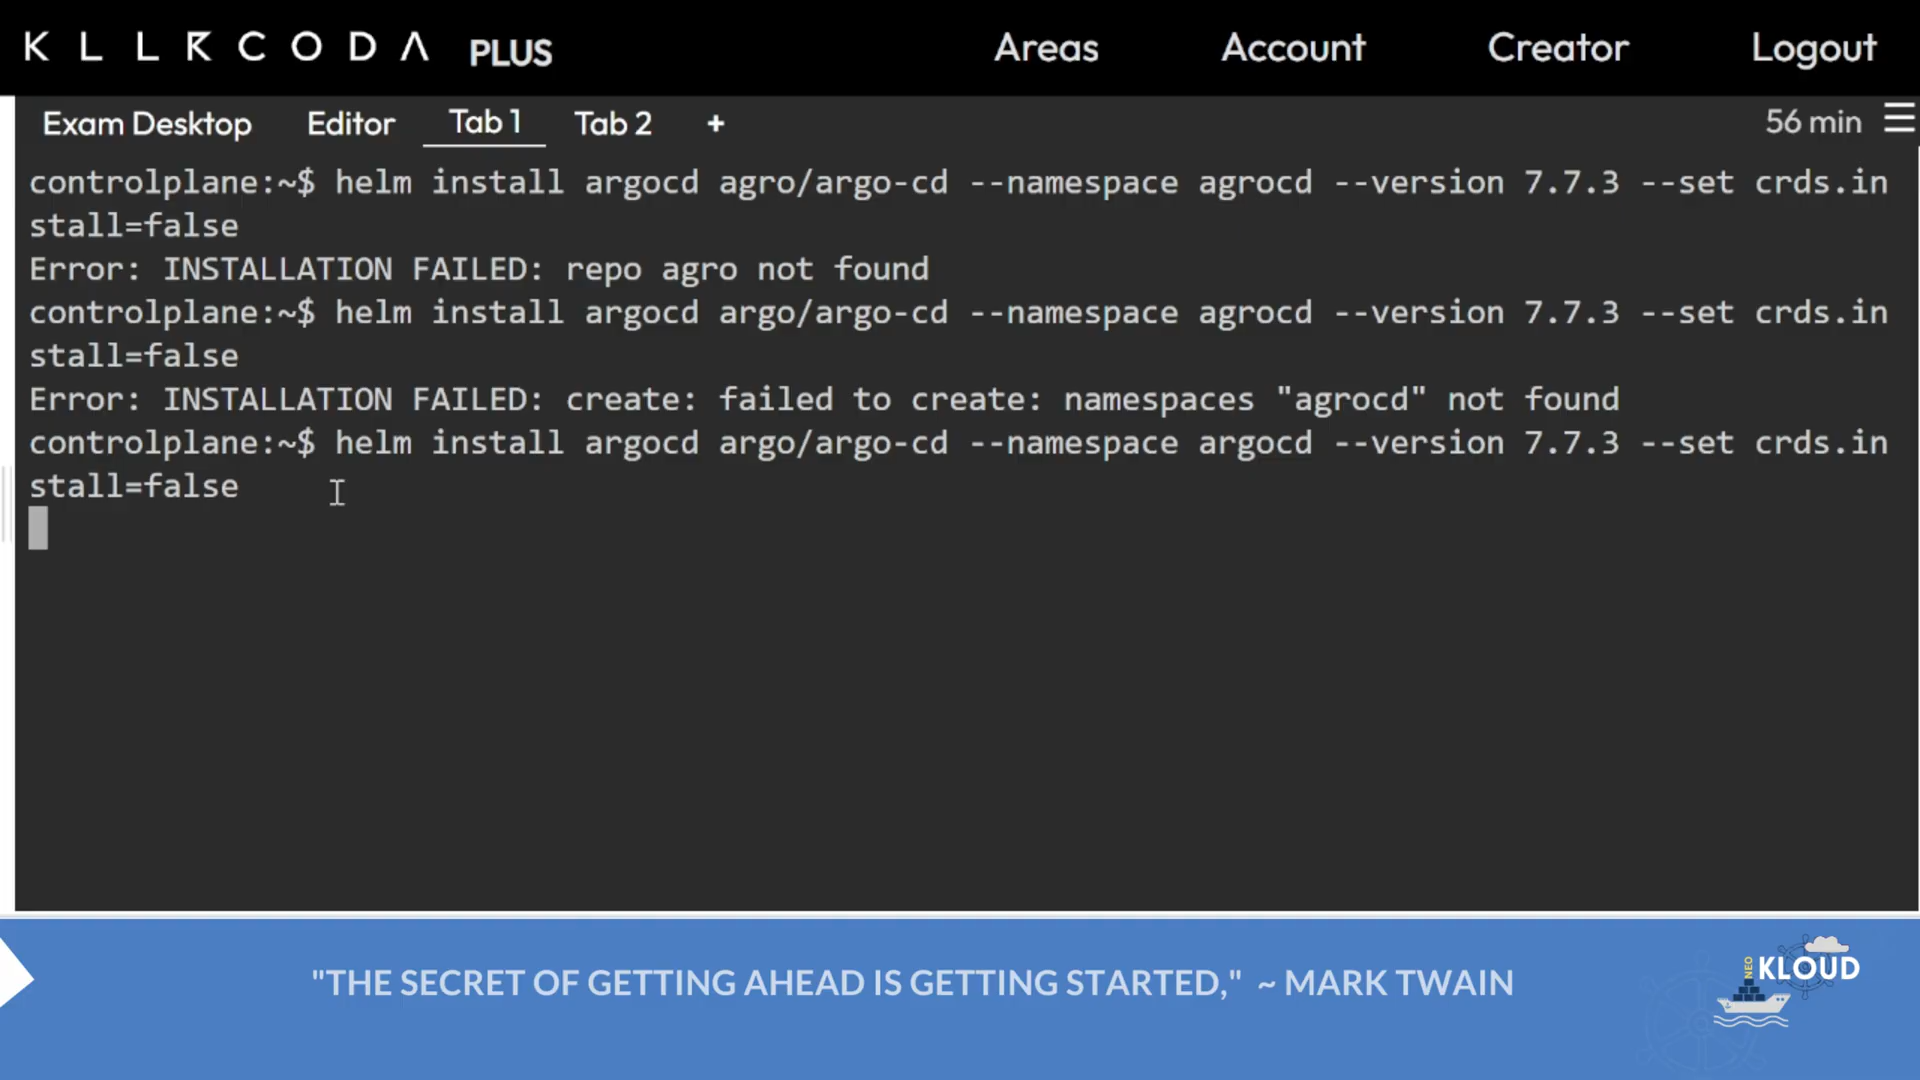 KILLERCODA PLUS Areas Account Creator Logout
Exam Desktop Editor Tab 1 Tab 2 + 56 min
controlplane:~$ helm install argocd agro/argo-cd --namespace agrocd --version 7.7.3 --set crds.in
stall=false
Error: INSTALLATION FAILED: repo agro not found
controlplane:~$ helm install argocd argo/argo-cd --namespace agrocd --version 7.7.3 --set crds.in
stall=false
Error: INSTALLATION FAILED: create: failed to create: namespaces "agrocd" not found
controlplane:~$ helm install argocd argo/argo-cd --namespace argocd --version 7.7.3 --set crds.in
stall=false
"THE SECRET OF GETTING AHEAD IS GETTING STARTED," ~ MARK TWAIN
NEO KLOUD